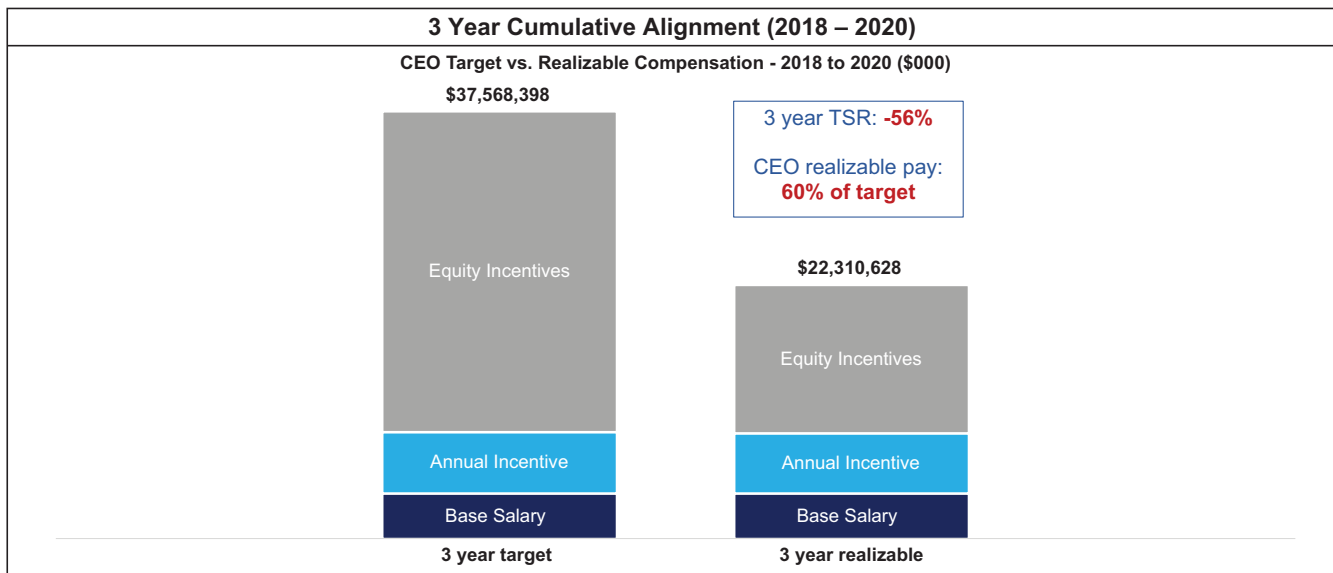 3 Year Cumulative Alignment (2018 – 2020)
CEO Target vs. Realizable Compensation - 2018 to 2020 ($000)
$37,568,398
3 year TSR: -56%
CEO realizable pay:
60% of target
$22,310,628
Equity Incentives
Equity Incentives
Annual Incentive
Annual Incentive
Base Salary
Base Salary
3 year target
3 year realizable